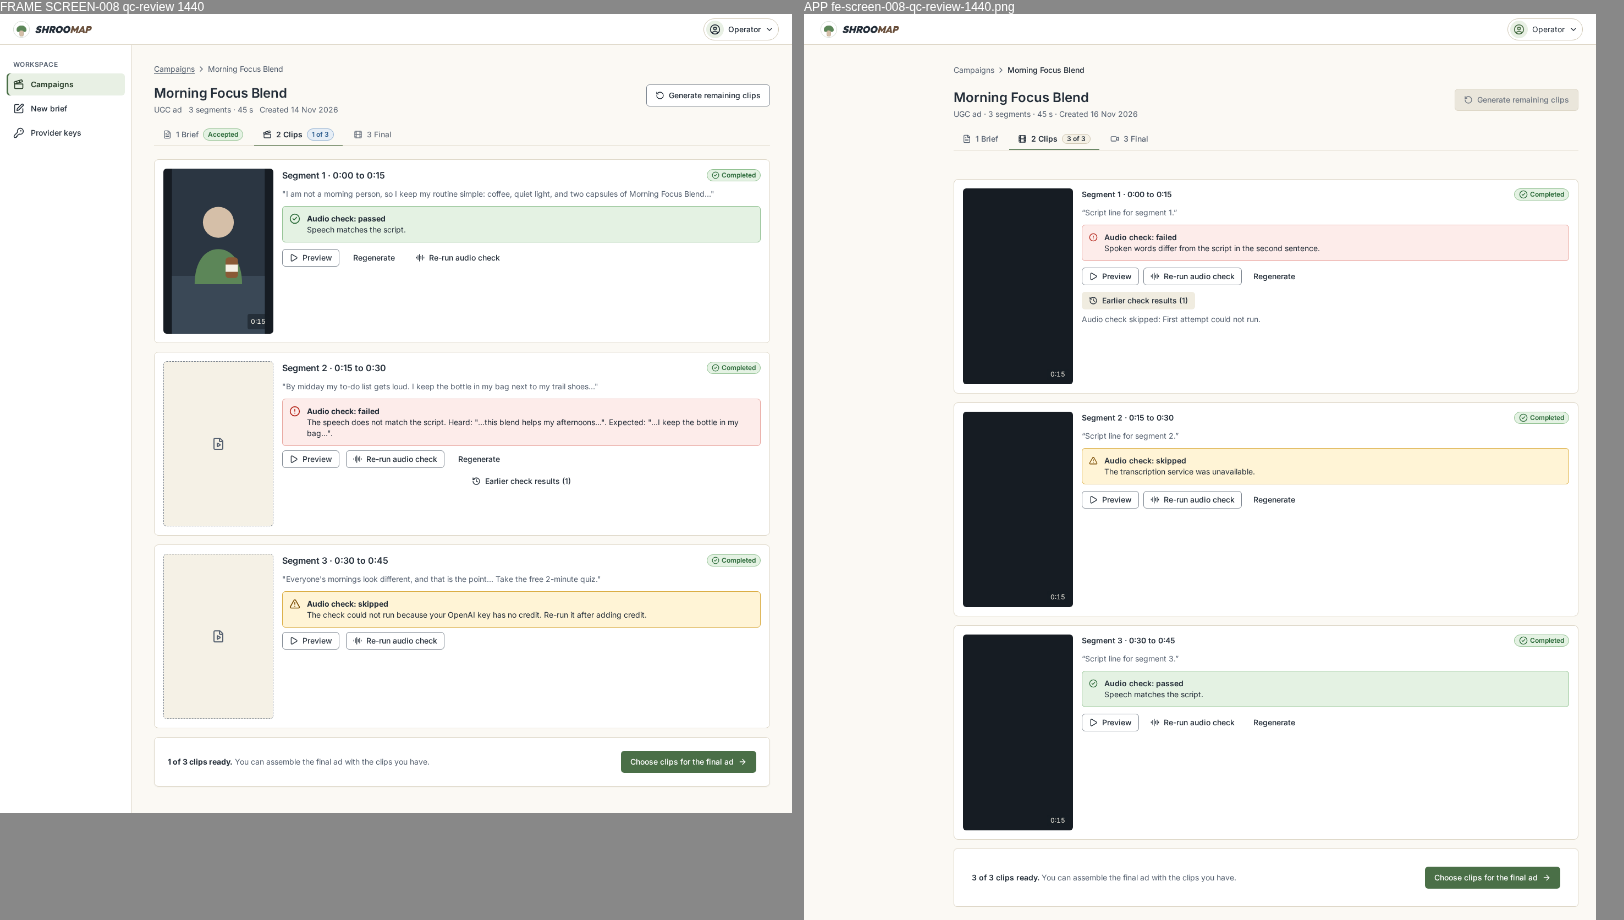 FRAME SCREEN-008 qc-review 1440
SHROOMAP
Operator
WORKSPACE
Campaigns
New brief
Provider keys
Campaigns > Morning Focus Blend
Morning Focus Blend
UGC ad · 3 segments · 45 s · Created 14 Nov 2026
Generate remaining clips
1 Brief Accepted
2 Clips 1 of 3
3 Final
Segment 1 · 0:00 to 0:15
Completed
"I am not a morning person, so I keep my routine simple: coffee, quiet light, and two capsules of Morning Focus Blend..."
Audio check: passed
Speech matches the script.
Preview
Regenerate
Re-run audio check
0:15
Segment 2 · 0:15 to 0:30
Completed
"By midday my to-do list gets loud. I keep the bottle in my bag next to my trail shoes..."
Audio check: failed
The speech does not match the script. Heard: "...this blend helps my afternoons...". Expected: "...I keep the bottle in my
bag...".
Preview
Re-run audio check
Regenerate
Earlier check results (1)
Segment 3 · 0:30 to 0:45
Completed
"Everyone's mornings look different, and that is the point... Take the free 2-minute quiz."
Audio check: skipped
The check could not run because your OpenAI key has no credit. Re-run it after adding credit.
Preview
Re-run audio check
1 of 3 clips ready. You can assemble the final ad with the clips you have.
Choose clips for the final ad
APP fe-screen-008-qc-review-1440.png
SHROOMAP
Operator
Campaigns > Morning Focus Blend
Morning Focus Blend
UGC ad · 3 segments · 45 s · Created 16 Nov 2026
Generate remaining clips
1 Brief
2 Clips 3 of 3
3 Final
Segment 1 · 0:00 to 0:15
Completed
“Script line for segment 1.”
Audio check: failed
Spoken words differ from the script in the second sentence.
Preview
Re-run audio check
Regenerate
Earlier check results (1)
Audio check skipped: First attempt could not run.
0:15
Segment 2 · 0:15 to 0:30
Completed
“Script line for segment 2.”
Audio check: skipped
The transcription service was unavailable.
Preview
Re-run audio check
Regenerate
0:15
Segment 3 · 0:30 to 0:45
Completed
“Script line for segment 3.”
Audio check: passed
Speech matches the script.
Preview
Re-run audio check
Regenerate
0:15
3 of 3 clips ready. You can assemble the final ad with the clips you have.
Choose clips for the final ad